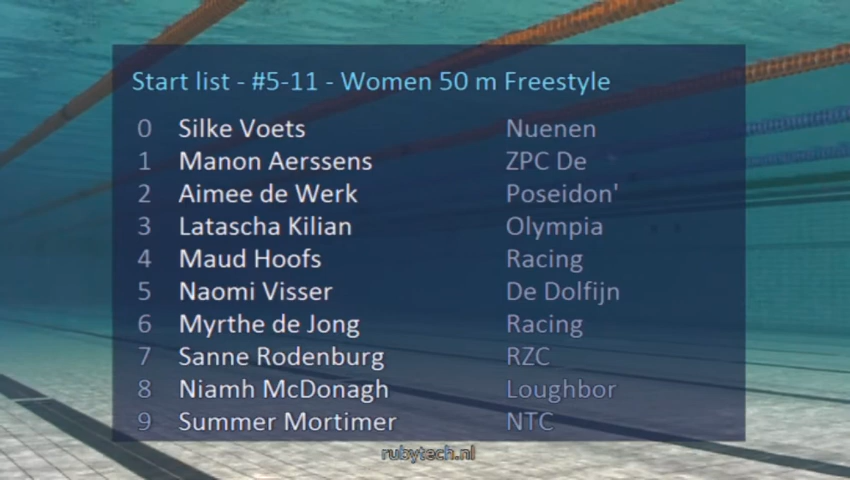 Start list - #5-11 - Women 50 m Freestyle
0 Silke Voets Nuenen
1 Manon Aerssens ZPC De
2 Aimee de Werk Poseidon'
3 Latascha Kilian Olympia
4 Maud Hoofs Racing
5 Naomi Visser De Dolfijn
6 Myrthe de Jong Racing
7 Sanne Rodenburg RZC
8 Niamh McDonagh Loughbor
9 Summer Mortimer NTC
rubytech.nl